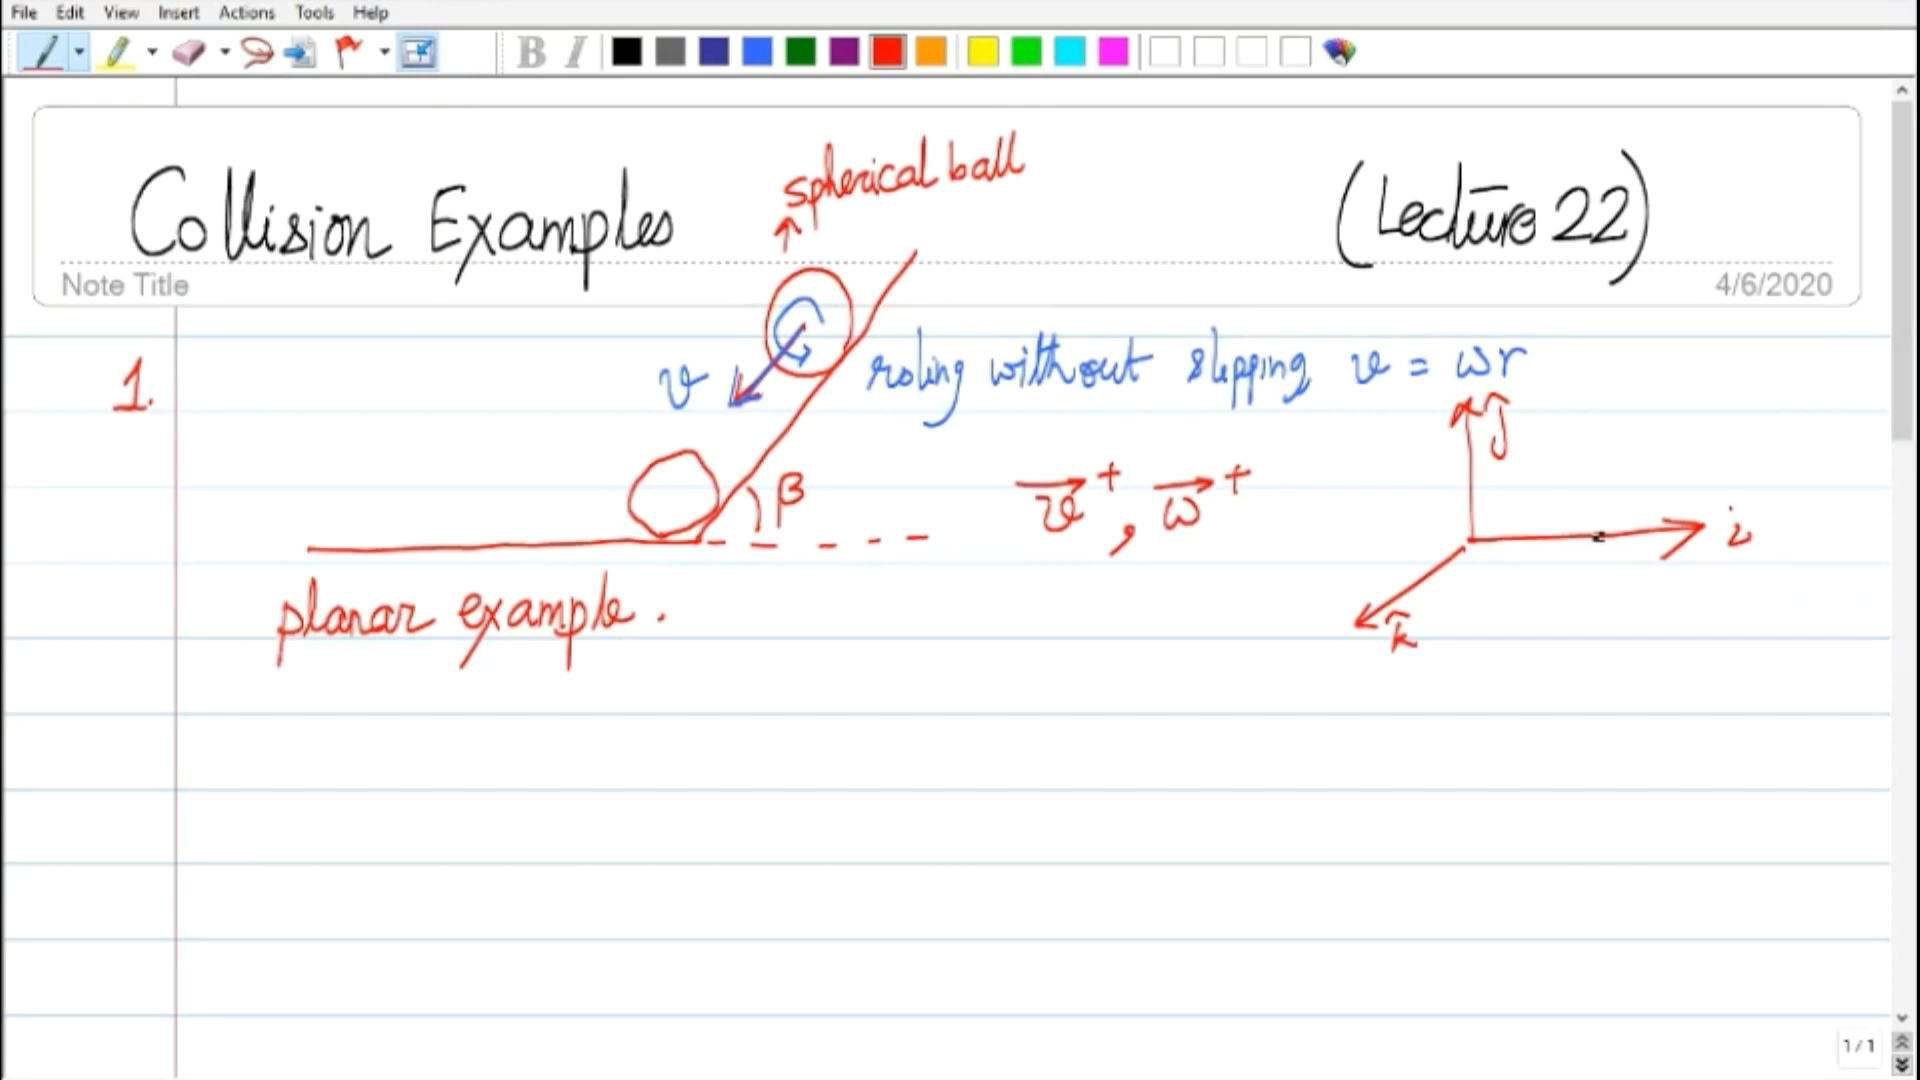 File Edit View Insert Actions Tools Help
B I
spherical ball
Collision Examples
(Lecture 22)
Note Title
4/6/2020
1.
v
roling without slipping v = ωr
ĵ
β
v⃗⁺, ω⃗⁺
i
planar example.
k̂
1 / 1